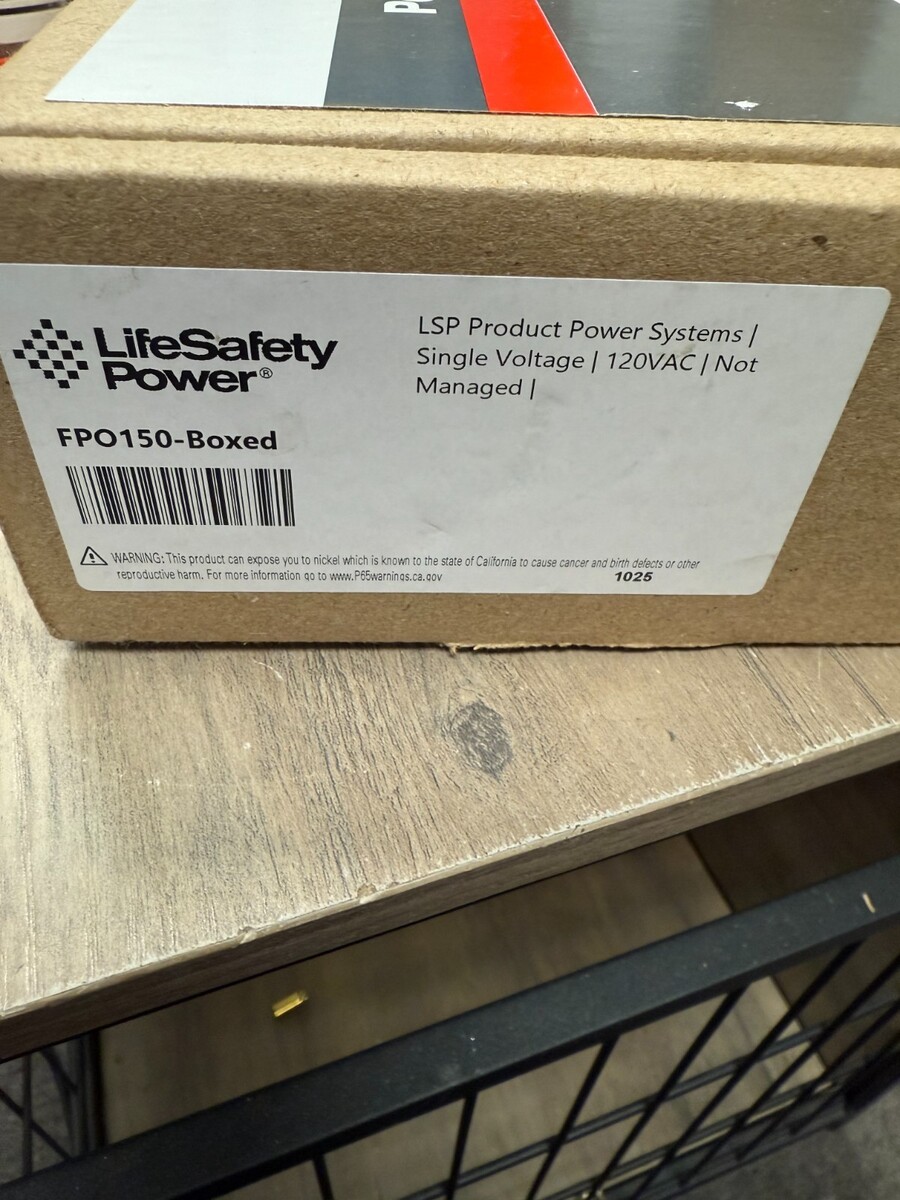 LifeSafety
Power®
FPO150-Boxed
LSP Product Power Systems |
Single Voltage | 120VAC | Not
Managed |
WARNING: This product can expose you to nickel which is known to the state of California to cause cancer and birth defects or other
reproductive harm. For more information go to www.P65warnings.ca.gov
1025